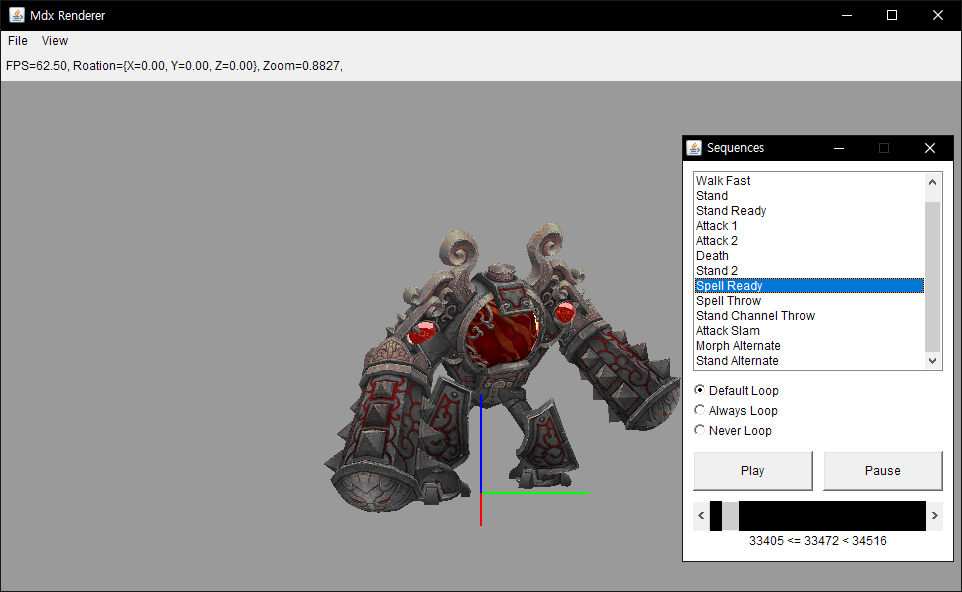 Mdx Renderer
File View
FPS=62.50, Roation={X=0.00, Y=0.00, Z=0.00}, Zoom=0.8827,
Sequences
Walk Fast
Stand
Stand Ready
Attack 1
Attack 2
Death
Stand 2
Spell Ready
Spell Throw
Stand Channel Throw
Attack Slam
Morph Alternate
Stand Alternate
Default Loop
Always Loop
Never Loop
Play Pause
33405 <= 33472 < 34516